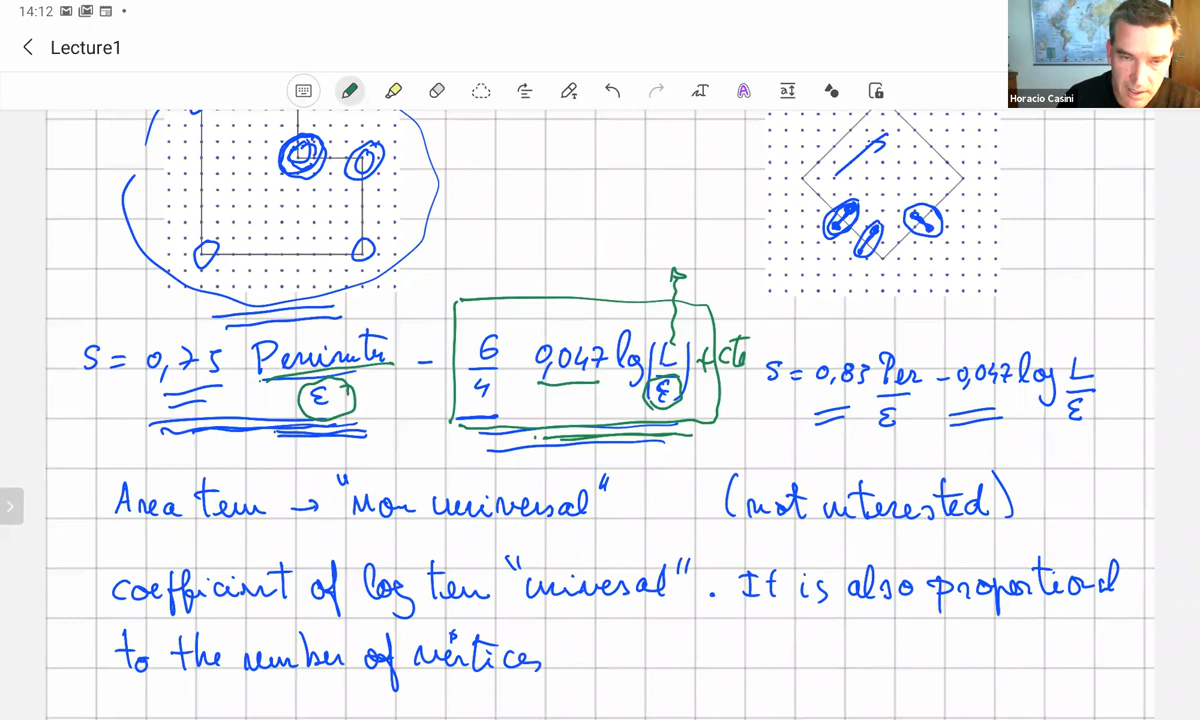 14:12
Lecture1
Horacio Casini
S = 0,75 Perimeter/ε - 6/4 0,047 log(L/ε) + cte
S = 0,83 Per/ε - 0,047 log L/ε
Area term → "Non universal" (not interested)
coefficient of log term "universal". It is also proportional
to the number of vertices